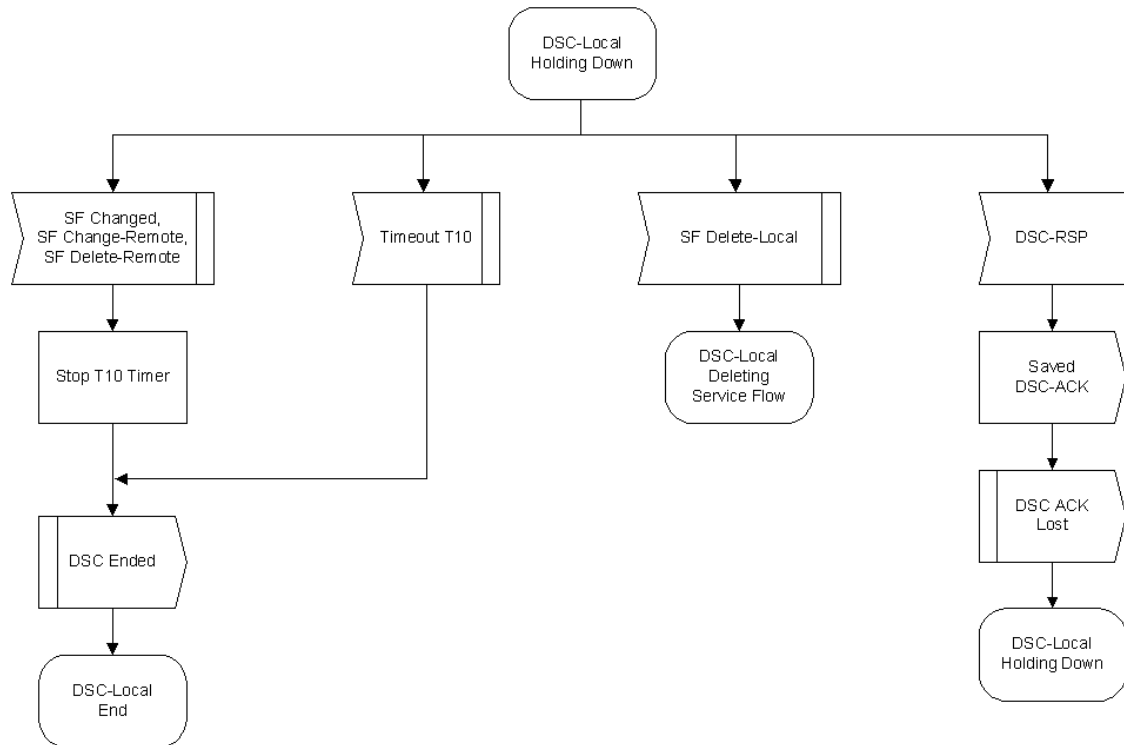 DSC-Local
Holding Down
SF Changed,
SF Change-Remote,
SF Delete-Remote
Timeout T10
SF Delete-Local
DSC-RSP
Stop T10 Timer
DSC-Local
Deleting
Service Flow
Saved
DSC-ACK
DSC Ended
DSC ACK
Lost
DSC-Local
End
DSC-Local
Holding Down